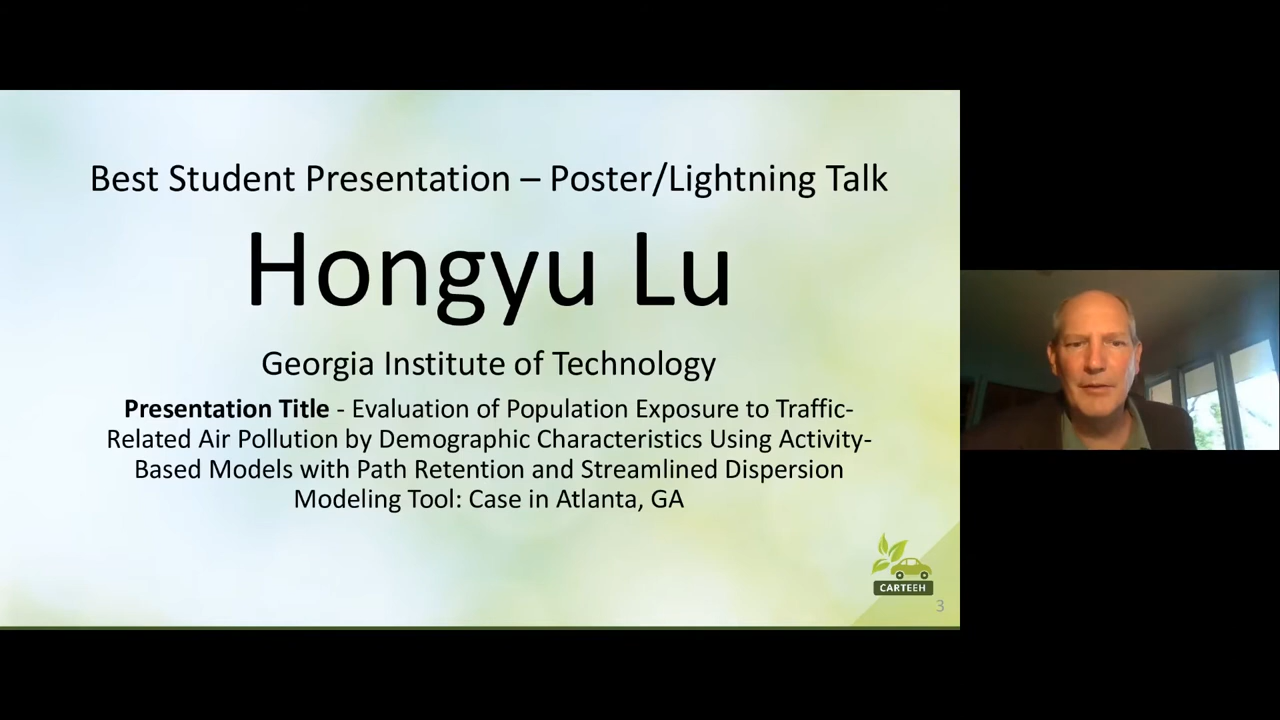 Best Student Presentation – Poster/Lightning Talk
Hongyu Lu
Georgia Institute of Technology
Presentation Title - Evaluation of Population Exposure to Traffic-
Related Air Pollution by Demographic Characteristics Using Activity-
Based Models with Path Retention and Streamlined Dispersion
Modeling Tool: Case in Atlanta, GA
CARTEEH
3